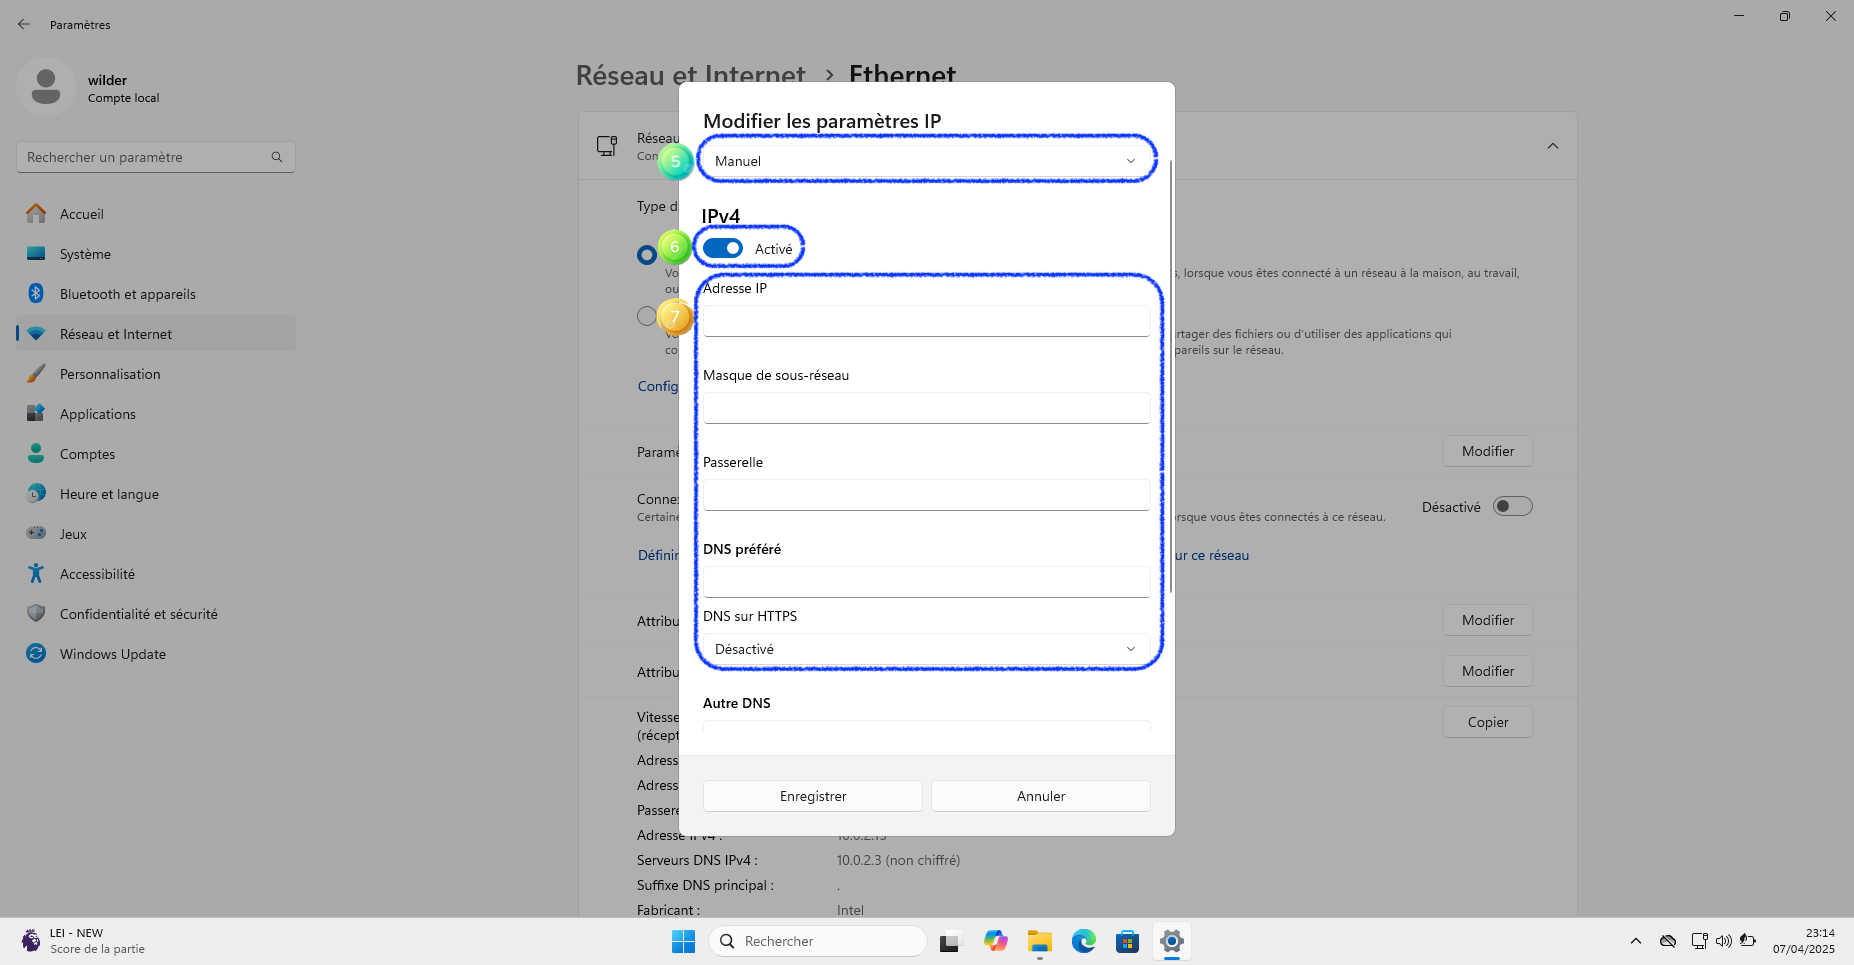 Paramètres
wilder
Compte local
Rechercher un paramètre
Accueil
Système
Bluetooth et appareils
Réseau et Internet
Personnalisation
Applications
Comptes
Heure et langue
Jeux
Accessibilité
Confidentialité et sécurité
Windows Update
Réseau et Internet > Ethernet
Réseau
Type d
, lorsque vous êtes connecté à un réseau à la maison, au travail,
ou
rtager des fichiers ou d'utiliser des applications qui
co
pareils sur le réseau.
Config
Modifier
Certaine
rsque vous êtes connectés à ce réseau.
Désactivé
Définir
ur ce réseau
Attribu
Modifier
Attribu
Modifier
Vitesse
(récept
Copier
Adress
Adress
Passere
Adresse IPv4 :
10.0.2.15
Serveurs DNS IPv4 :
10.0.2.3 (non chiffré)
Suffixe DNS principal :
.
Fabricant :
Intel
Modifier les paramètres IP
5
Manuel
IPv4
6
Activé
7
Adresse IP
Masque de sous-réseau
Passerelle
DNS préféré
DNS sur HTTPS
Désactivé
Autre DNS
Enregistrer
Annuler
LEI - NEW
Score de la partie
Rechercher
23:14
07/04/2025